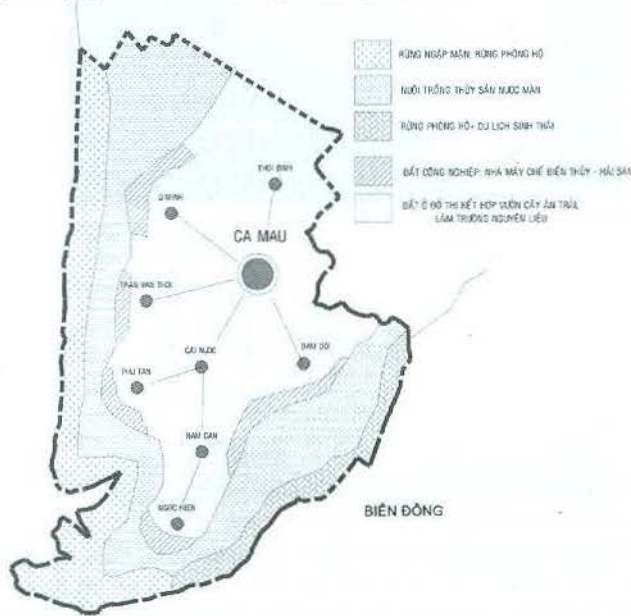 RỪNG NGẬP MẶN, RỪNG PHÒNG HỘ
NUÔI TRỒNG THỦY SẢN NƯỚC MẶN
RỪNG PHÒNG HỘ+ DU LỊCH SINH THÁI
ĐẤT CÔNG NGHIỆP, NHÀ MÁY CHẾ BIẾN THỦY - HẢI SẢN
ĐẤT Ở ĐÔ THỊ KẾT HỢP VƯỜN CÂY ĂN TRÁI,
LÂM TRƯỜNG NGUYÊN LIỆU
THỚI BÌNH
U MINH
CA MAU
TRẦN VĂN THỜI
CÁI NƯỚC
ĐẦM DƠI
PHÚ TÂN
NĂM CĂN
NGỌC HIỂN
BIỂN ĐÔNG